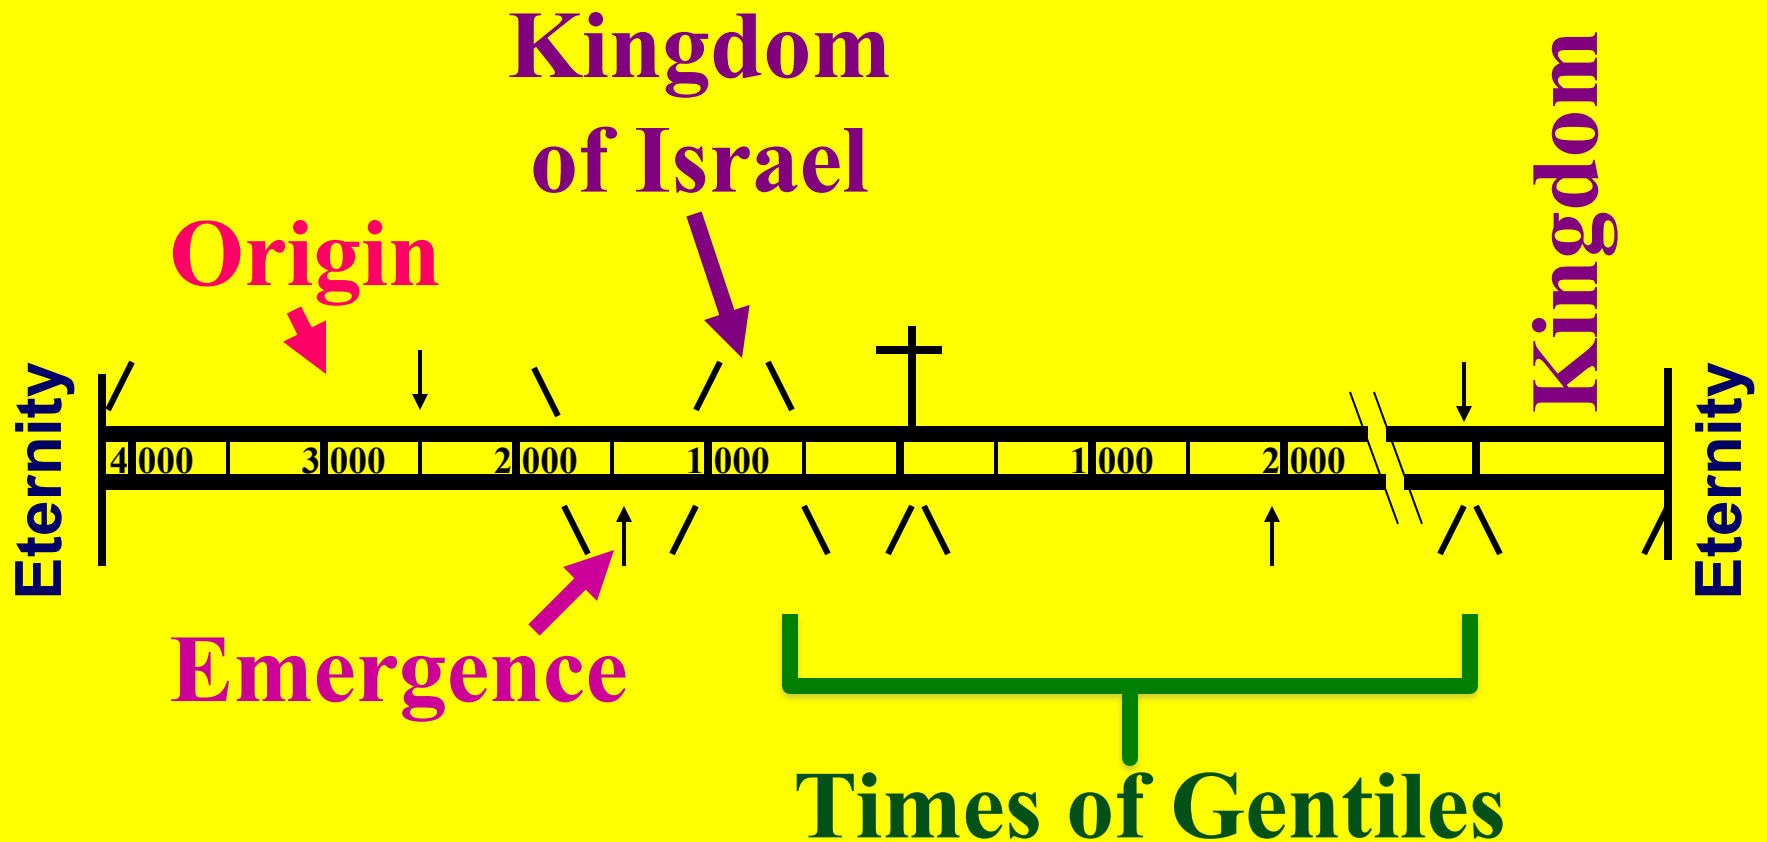 Kingdom
of Israel
Kingdom
Origin
Eternity
4000 3000 2000 1000 1000 2000
Eternity
Emergence
Times of Gentiles